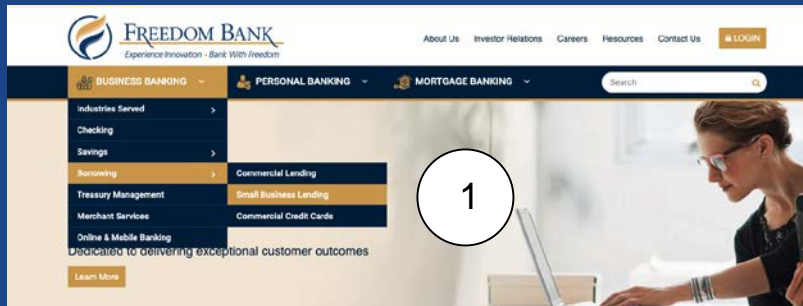 FREEDOM BANK
Experience Innovation - Bank With Freedom
About Us Investor Relations Careers Resources Contact Us LOGIN
BUSINESS BANKING PERSONAL BANKING MORTGAGE BANKING Search
Industries Served
Checking
Savings
Borrowing Commercial Lending
Treasury Management Small Business Lending
Merchant Services Commercial Credit Cards
Online & Mobile Banking
Dedicated to delivering exceptional customer outcomes
Learn More
1